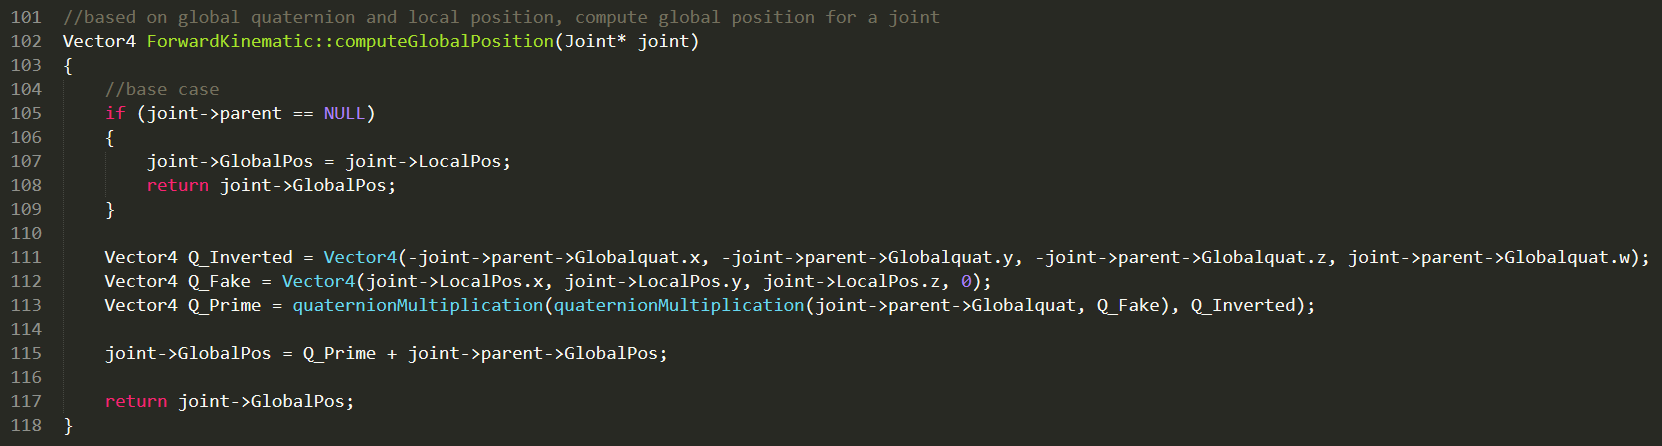 101 //based on global quaternion and local position, compute global position for a joint
102 Vector4 ForwardKinematic::computeGlobalPosition(Joint* joint)
103 {
104 //base case
105 if (joint->parent == NULL)
106 {
107 joint->GlobalPos = joint->LocalPos;
108 return joint->GlobalPos;
109 }
110
111 Vector4 Q_Inverted = Vector4(-joint->parent->Globalquat.x, -joint->parent->Globalquat.y, -joint->parent->Globalquat.z, joint->parent->Globalquat.w);
112 Vector4 Q_Fake = Vector4(joint->LocalPos.x, joint->LocalPos.y, joint->LocalPos.z, 0);
113 Vector4 Q_Prime = quaternionMultiplication(quaternionMultiplication(joint->parent->Globalquat, Q_Fake), Q_Inverted);
114
115 joint->GlobalPos = Q_Prime + joint->parent->GlobalPos;
116
117 return joint->GlobalPos;
118 }